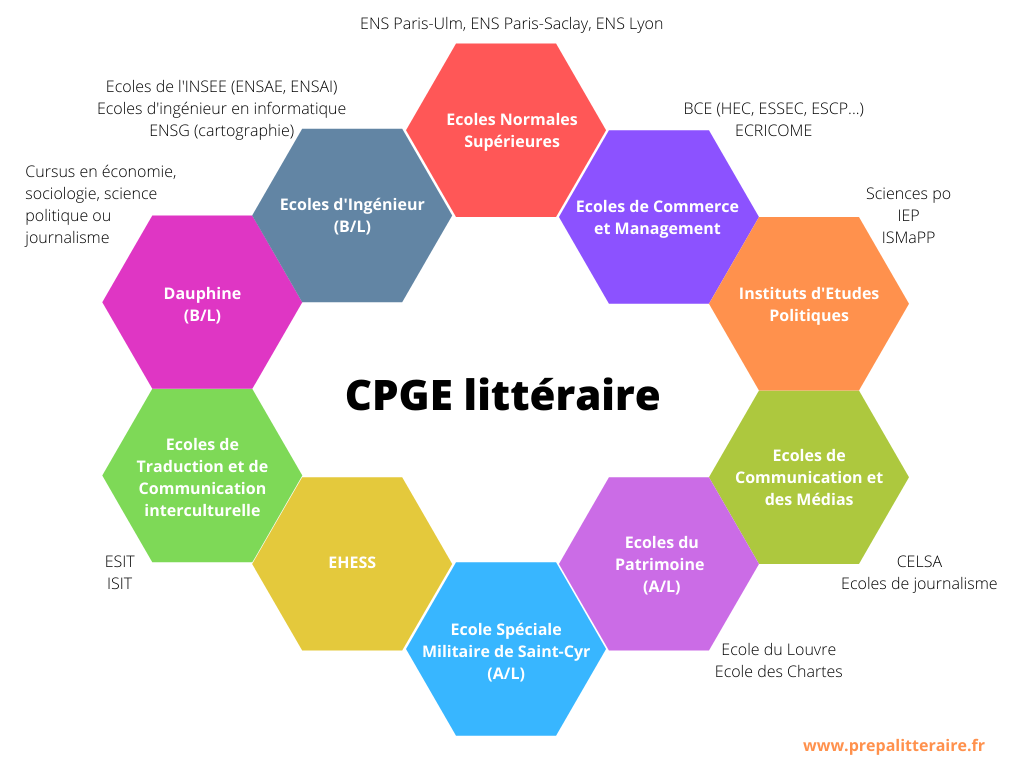 ENS Paris-Ulm, ENS Paris-Saclay, ENS Lyon
Ecoles Normales
Supérieures
BCE (HEC, ESSEC, ESCP...)
ECRICOME
Ecoles de Commerce
et Management
Sciences po
IEP
ISMaPP
Instituts d'Etudes
Politiques
Ecoles de
Communication et
des Médias
CELSA
Ecoles de journalisme
Ecoles du
Patrimoine
(A/L)
Ecole du Louvre
Ecole des Chartes
Ecole Spéciale
Militaire de Saint-Cyr
(A/L)
EHESS
Ecoles de
Traduction et de
Communication
interculturelle
ESIT
ISIT
Dauphine
(B/L)
Cursus en économie,
sociologie, science
politique ou
journalisme
Ecoles d'Ingénieur
(B/L)
Ecoles de l'INSEE (ENSAE, ENSAI)
Ecoles d'ingénieur en informatique
ENSG (cartographie)
CPGE littéraire
www.prepalitteraire.fr